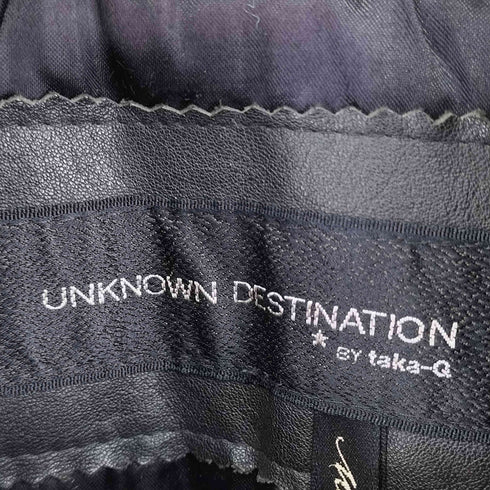 UNKNOWN DESTINATION
★ BY taka-Q